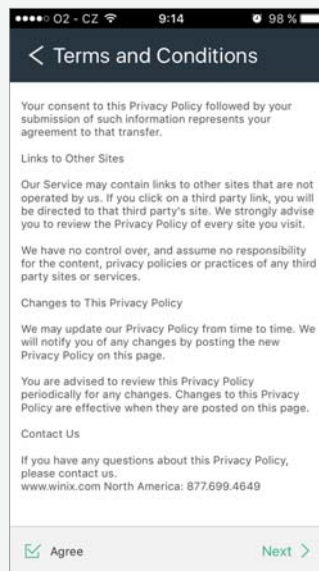 O2 - CZ 9:14 98 %
Terms and Conditions
Your consent to this Privacy Policy followed by your
submission of such information represents your
agreement to that transfer.
Links to Other Sites
Our Service may contain links to other sites that are not
operated by us. If you click on a third party link, you will
be directed to that third party's site. We strongly advise
you to review the Privacy Policy of every site you visit.
We have no control over, and assume no responsibility
for the content, privacy policies or practices of any third
party sites or services.
Changes to This Privacy Policy
We may update our Privacy Policy from time to time. We
will notify you of any changes by posting the new
Privacy Policy on this page.
You are advised to review this Privacy Policy
periodically for any changes. Changes to this Privacy
Policy are effective when they are posted on this page.
Contact Us
If you have any questions about this Privacy Policy,
please contact us.
www.winix.com North America: 877.699.4649
Agree Next